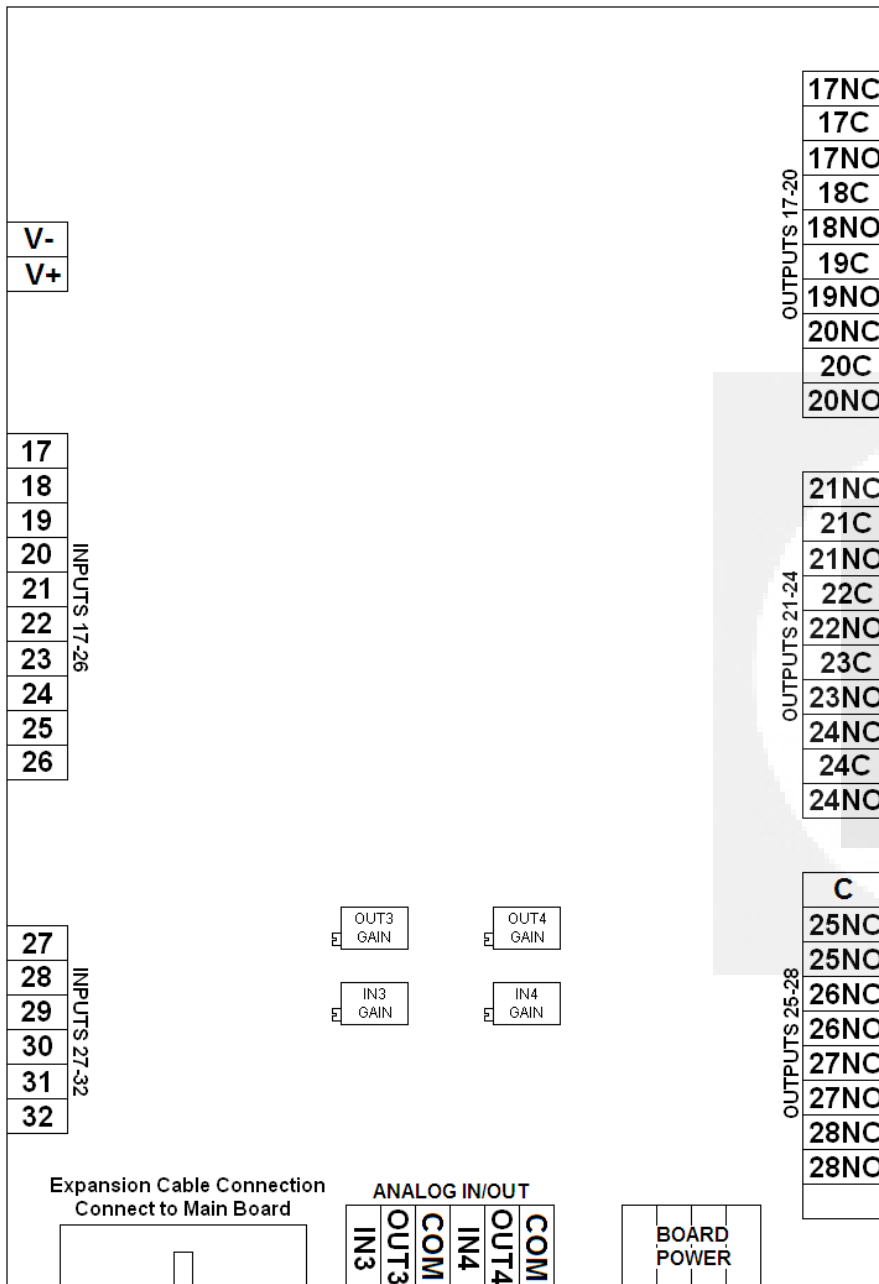 V-
V+
17
18
19
20
21
22
23
24
25
26
INPUTS 17-26
27
28
29
30
31
32
INPUTS 27-32
OUT3
GAIN
OUT4
GAIN
IN3
GAIN
IN4
GAIN
OUTPUTS 17-20
17NC
17C
17NO
18C
18NO
19C
19NO
20NC
20C
20NO
OUTPUTS 21-24
21NC
21C
21NO
22C
22NO
23C
23NO
24NC
24C
24NO
OUTPUTS 25-28
C
25NC
25NO
26NC
26NO
27NC
27NO
28NC
28NO
Expansion Cable Connection
Connect to Main Board
ANALOG IN/OUT
IN3
OUT3
COM
IN4
OUT4
COM
BOARD
POWER